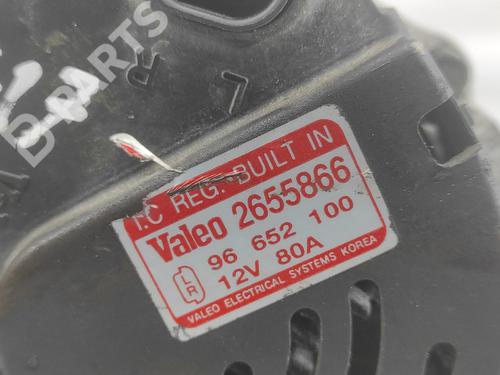 B-PARTS
R L
I.C REG. BUILT IN
Valeo 2655866
96 652 100
12V 80A
L R
VALEO ELECTRICAL SYSTEMS KOREA